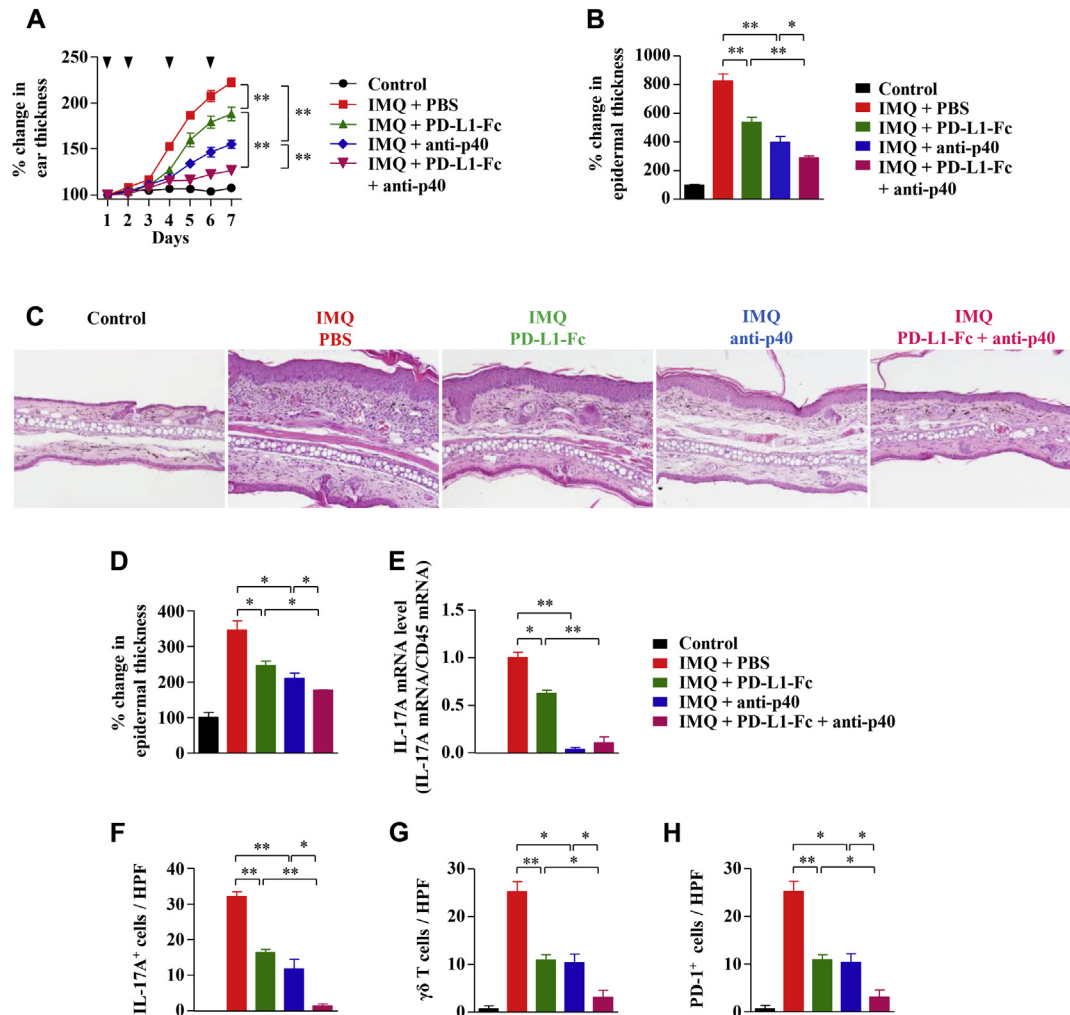 A
% change in
ear thickness
250
200
150
100
1 2 3 4 5 6 7
Days
**
**
**
**
Control
IMQ + PBS
IMQ + PD-L1-Fc
IMQ + anti-p40
IMQ + PD-L1-Fc
+ anti-p40
B
% change in
epidermal thickness
1000
800
600
400
200
0
** *
** **
Control
IMQ + PBS
IMQ + PD-L1-Fc
IMQ + anti-p40
IMQ + PD-L1-Fc
+ anti-p40
C
Control
IMQ
PBS
IMQ
PD-L1-Fc
IMQ
anti-p40
IMQ
PD-L1-Fc + anti-p40
D
% change in
epidermal thickness
400
300
200
100
0
* *
* *
E
IL-17A mRNA level
(IL-17A mRNA/CD45 mRNA)
1.5
1.0
0.5
0.0
**
* **
Control
IMQ + PBS
IMQ + PD-L1-Fc
IMQ + anti-p40
IMQ + PD-L1-Fc + anti-p40
F
IL-17A⁺ cells / HPF
40
30
20
10
0
** *
** **
G
γδ T cells / HPF
30
20
10
0
* *
** *
H
PD-1⁺ cells / HPF
30
20
10
0
* *
** *